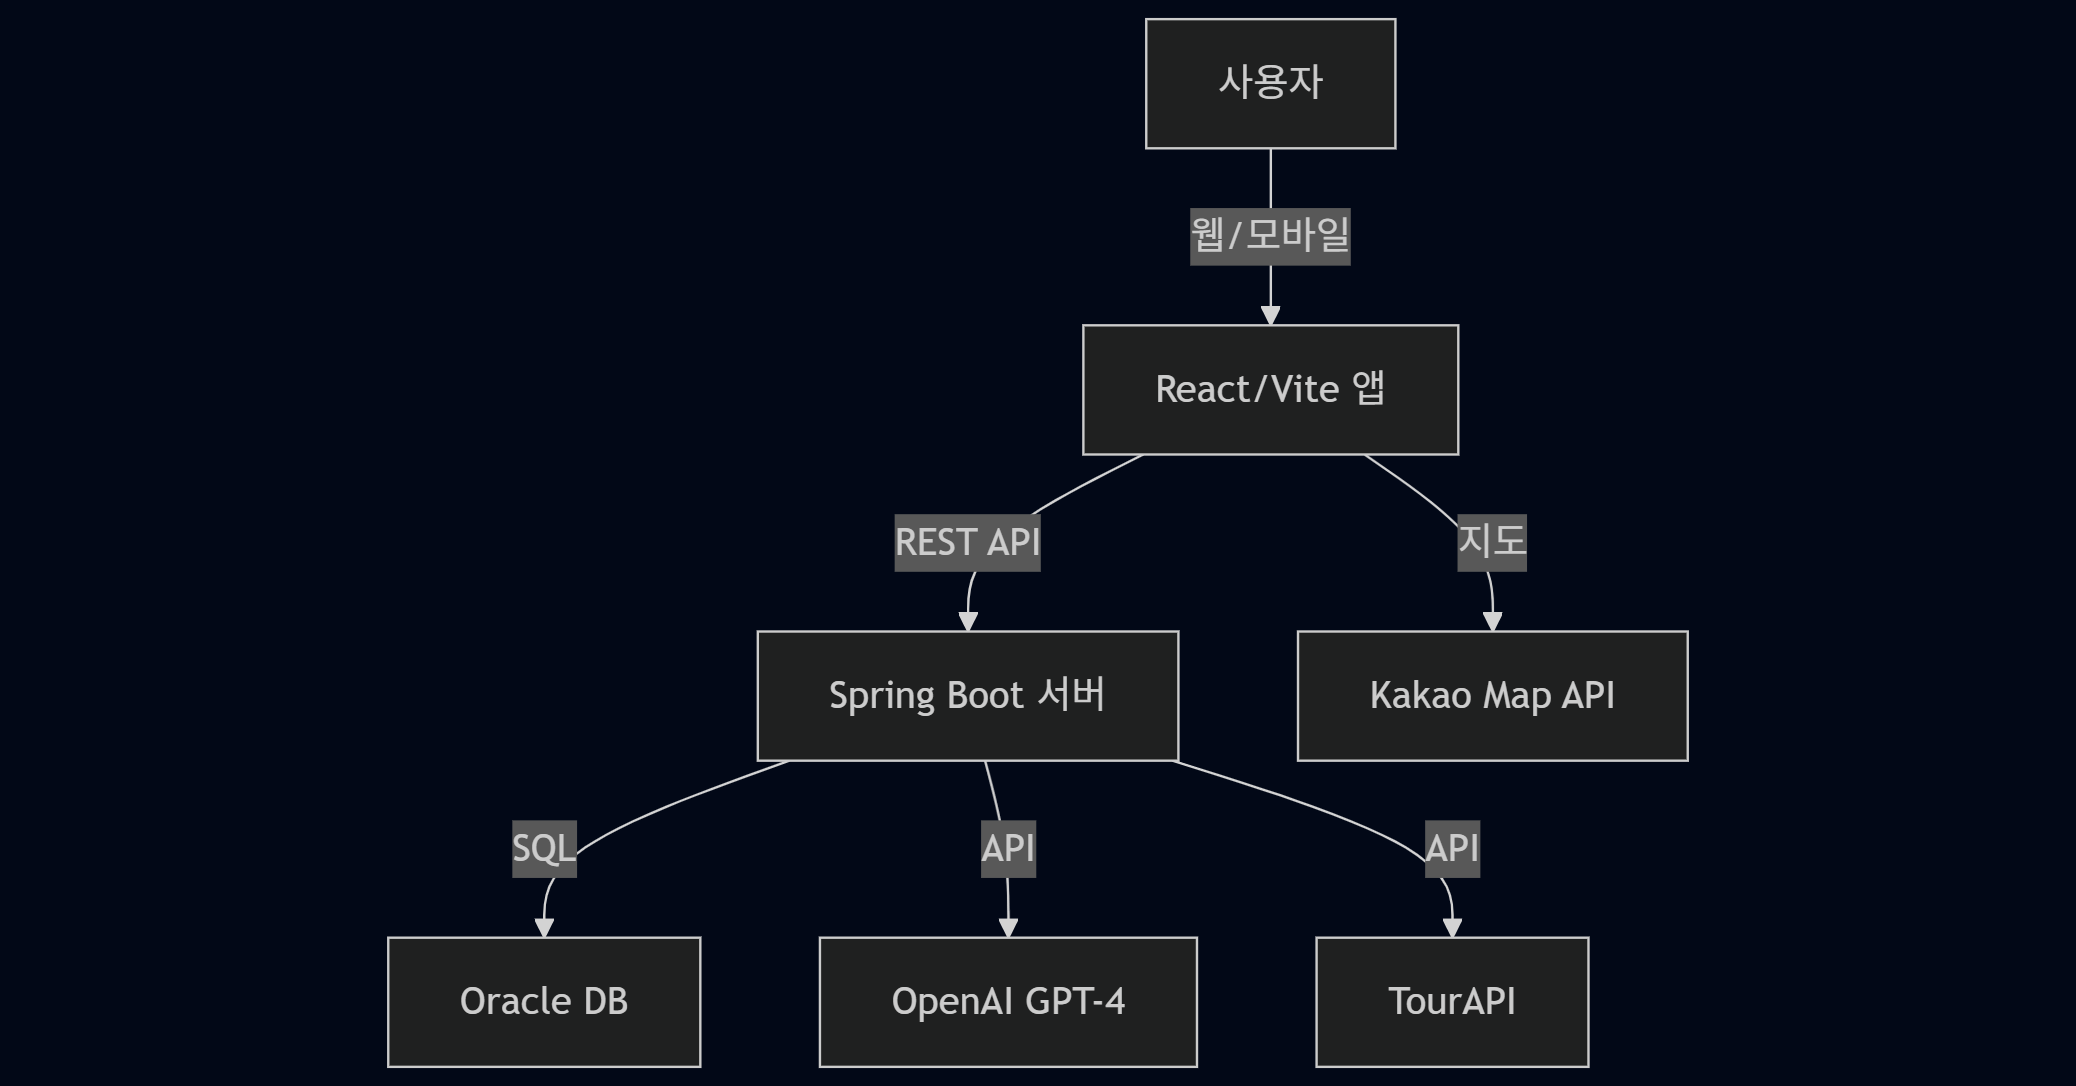 사용자
웹/모바일
React/Vite 앱
REST API
지도
Spring Boot 서버
Kakao Map API
SQL
API
API
Oracle DB
OpenAI GPT-4
TourAPI